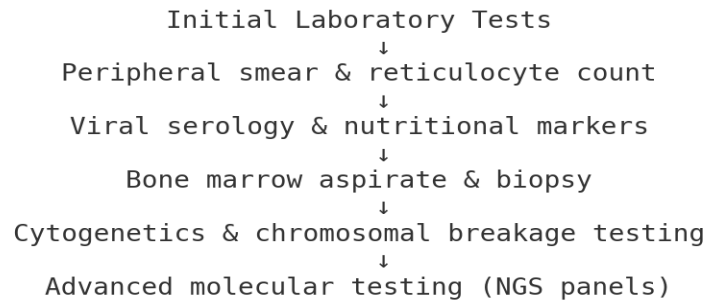 Initial Laboratory Tests
↓
Peripheral smear & reticulocyte count
↓
Viral serology & nutritional markers
↓
Bone marrow aspirate & biopsy
↓
Cytogenetics & chromosomal breakage testing
↓
Advanced molecular testing (NGS panels)